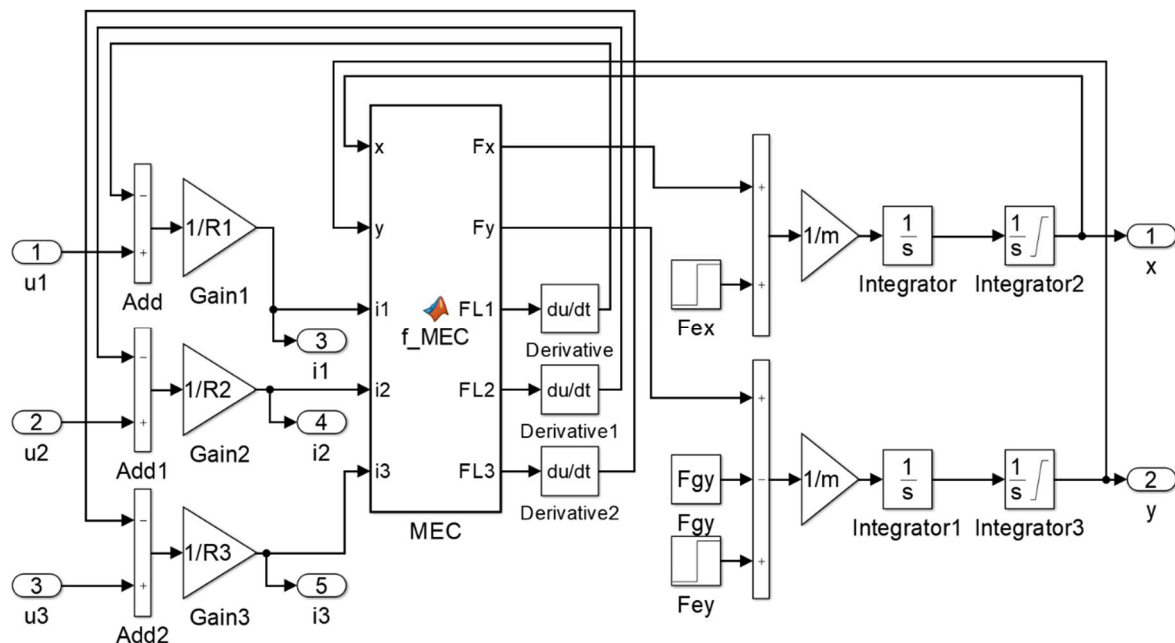 1
u1
−
+
Add
1/R1
Gain1
3
i1
2
u2
−
+
Add1
1/R2
Gain2
4
i2
3
u3
−
+
Add2
1/R3
Gain3
5
i3
x
y
i1
i2
i3
f_MEC
Fx
Fy
FL1
FL2
FL3
MEC
du/dt
Derivative
du/dt
Derivative1
du/dt
Derivative2
Fex
+
+
1/m
1
s
Integrator
1
s
Integrator2
1
x
Fgy
Fgy
Fey
+
−
+
1/m
1
s
Integrator1
1
s
Integrator3
2
y